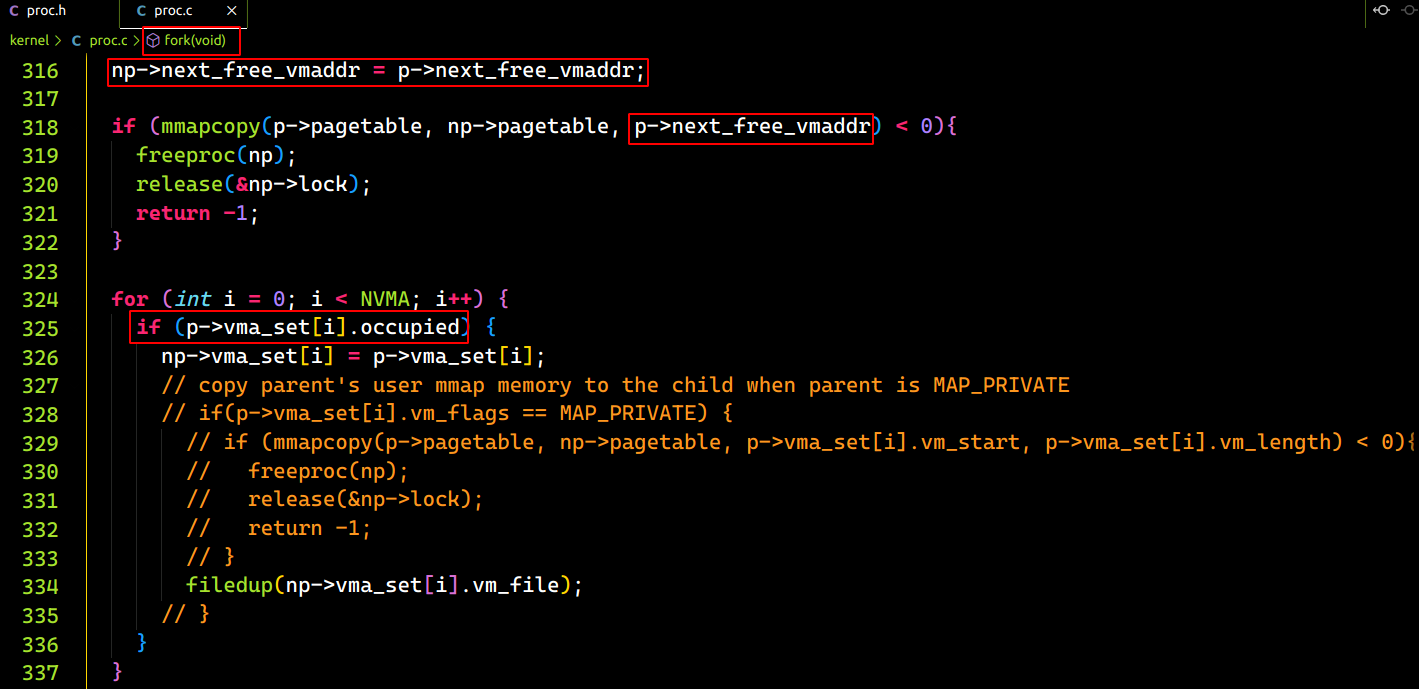 C proc.h C proc.c ×
kernel > C proc.c > fork(void)
316 np->next_free_vmaddr = p->next_free_vmaddr;
317
318 if (mmapcopy(p->pagetable, np->pagetable, p->next_free_vmaddr) < 0){
319 freeproc(np);
320 release(&np->lock);
321 return -1;
322 }
323
324 for (int i = 0; i < NVMA; i++) {
325 if (p->vma_set[i].occupied) {
326 np->vma_set[i] = p->vma_set[i];
327 // copy parent's user mmap memory to the child when parent is MAP_PRIVATE
328 // if(p->vma_set[i].vm_flags == MAP_PRIVATE) {
329 // if (mmapcopy(p->pagetable, np->pagetable, p->vma_set[i].vm_start, p->vma_set[i].vm_length) < 0){
330 // freeproc(np);
331 // release(&np->lock);
332 // return -1;
333 // }
334 filedup(np->vma_set[i].vm_file);
335 // }
336 }
337 }